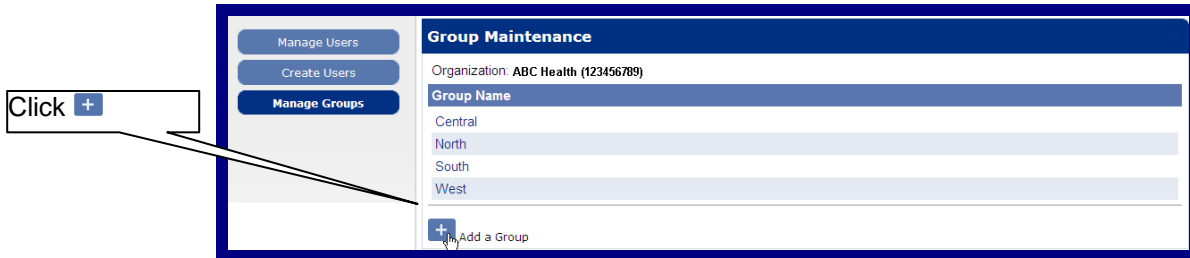 Click +
Manage Users
Create Users
Manage Groups
Group Maintenance
Organization: ABC Health (123456789)
Group Name
Central
North
South
West
+ Add a Group